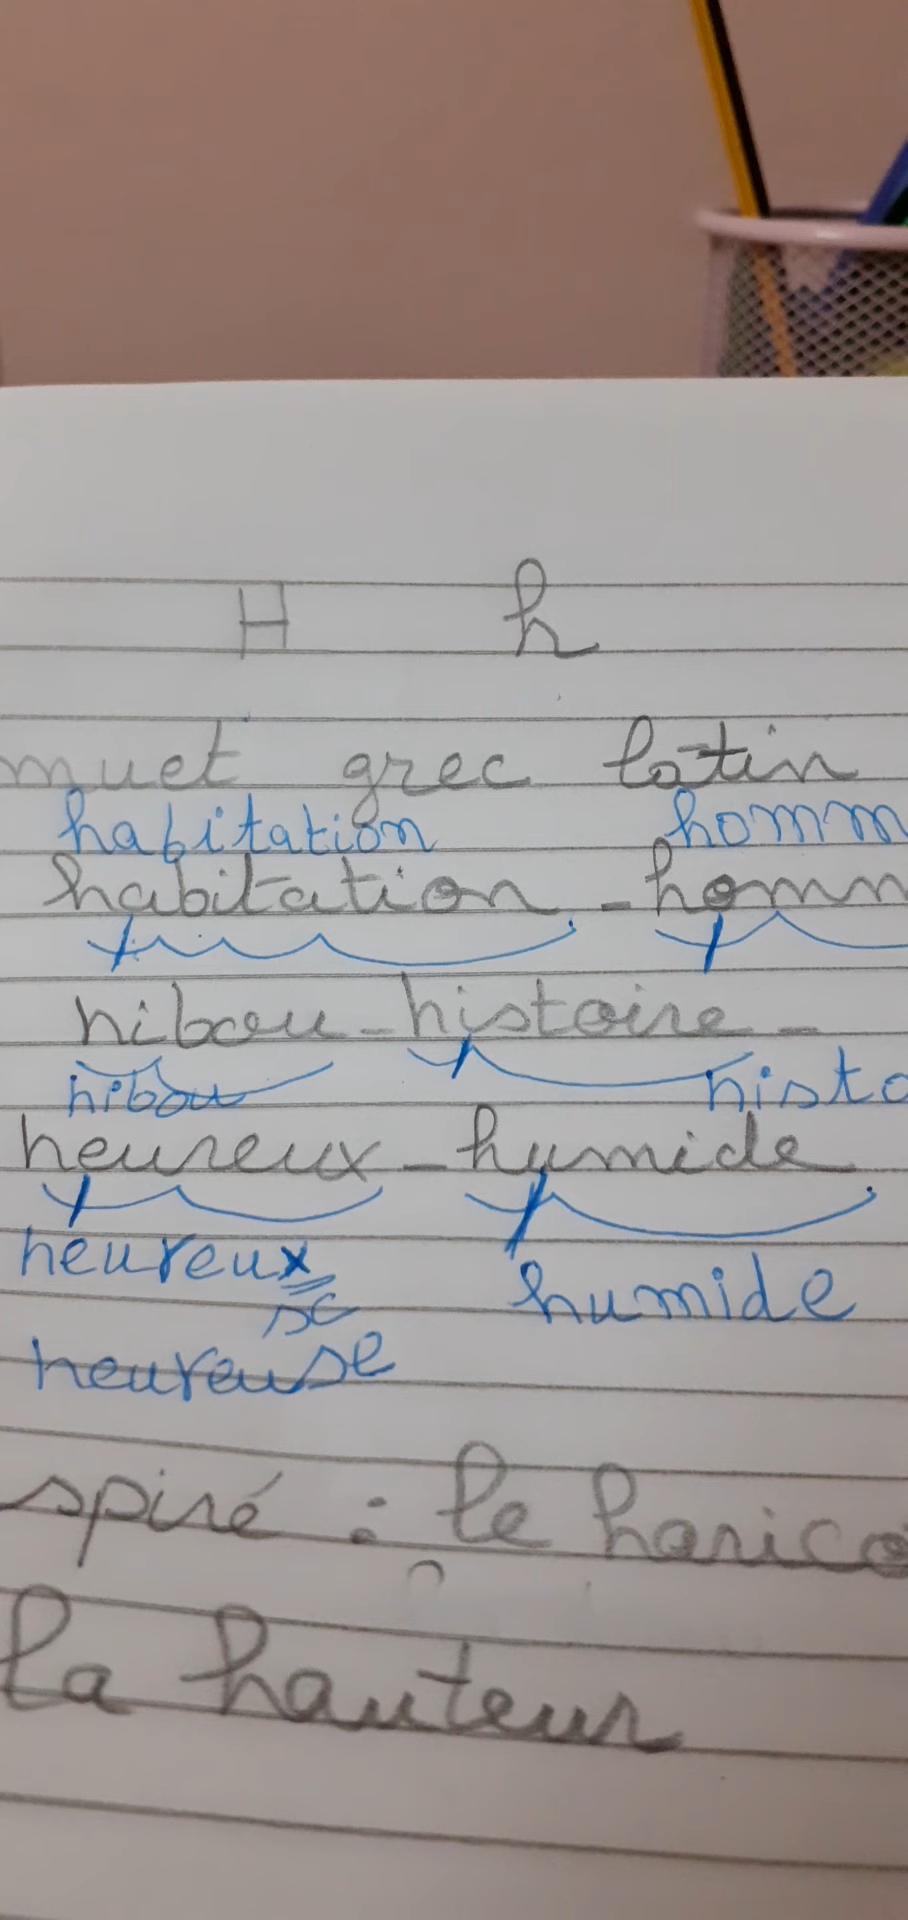 H h
muet grec latin
habitation homm
habitation - homm
hibou - histoire -
hibou histo
heureux - humide
heureux humide
se
heureuse
spiré : le harico
la hauteur